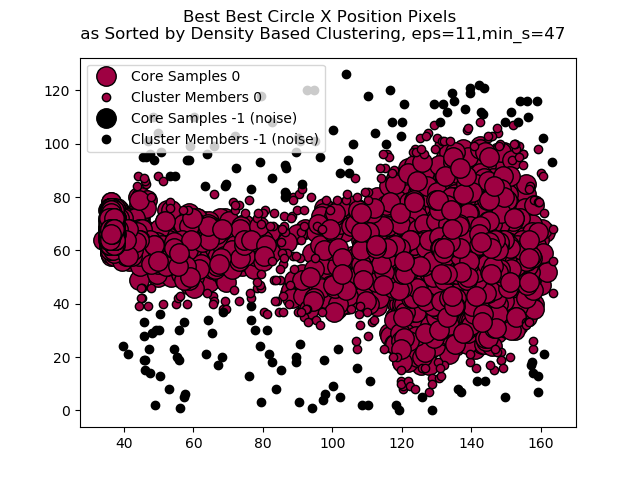 Best Best Circle X Position Pixels
as Sorted by Density Based Clustering, eps=11,min_s=47
Core Samples 0
Cluster Members 0
Core Samples -1 (noise)
Cluster Members -1 (noise)
120
100
80
60
40
20
0
40 60 80 100 120 140 160